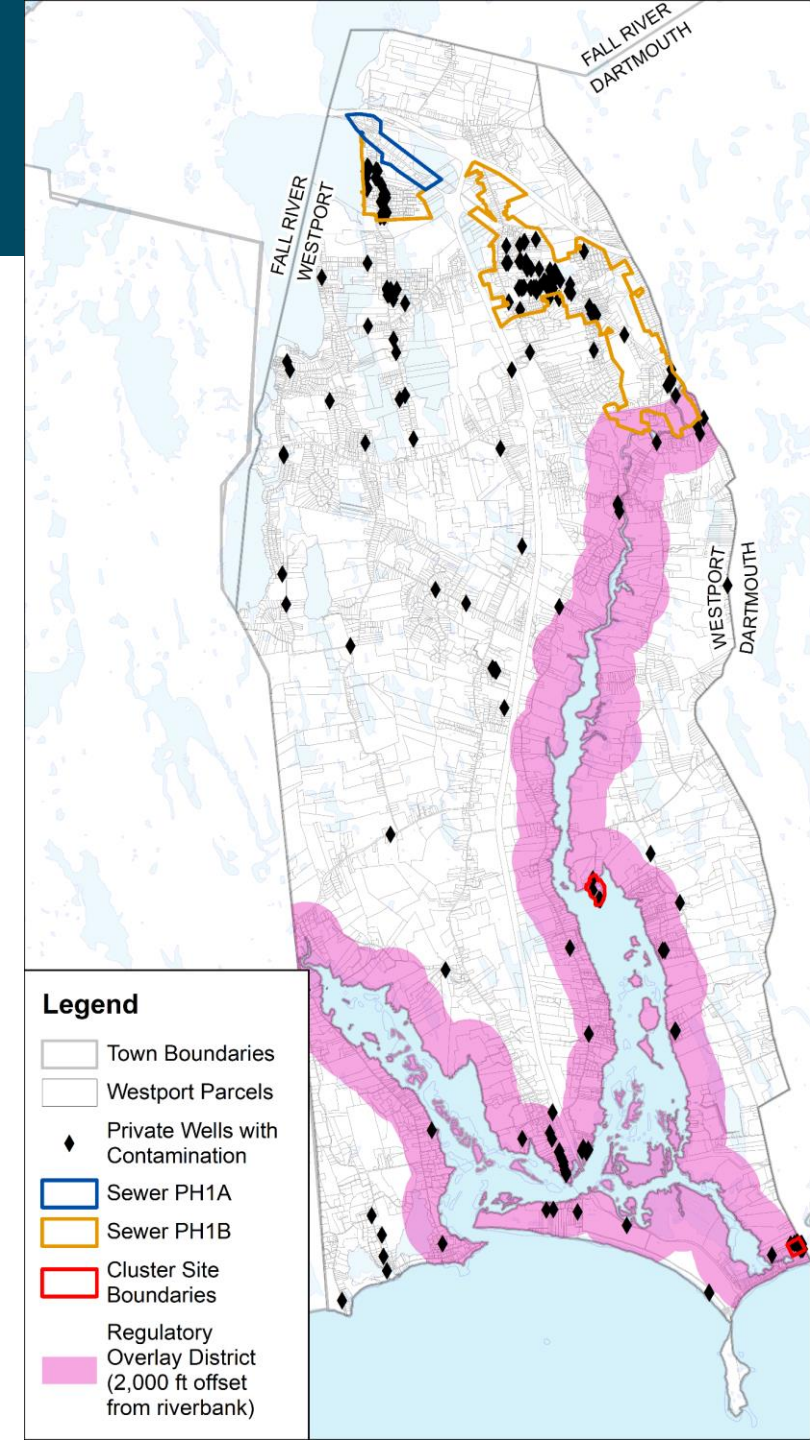 FALL RIVER
DARTMOUTH
FALL RIVER
WESTPORT
WESTPORT
DARTMOUTH
Legend
Town Boundaries
Westport Parcels
Private Wells with
Contamination
Sewer PH1A
Sewer PH1B
Cluster Site
Boundaries
Regulatory
Overlay District
(2,000 ft offset
from riverbank)